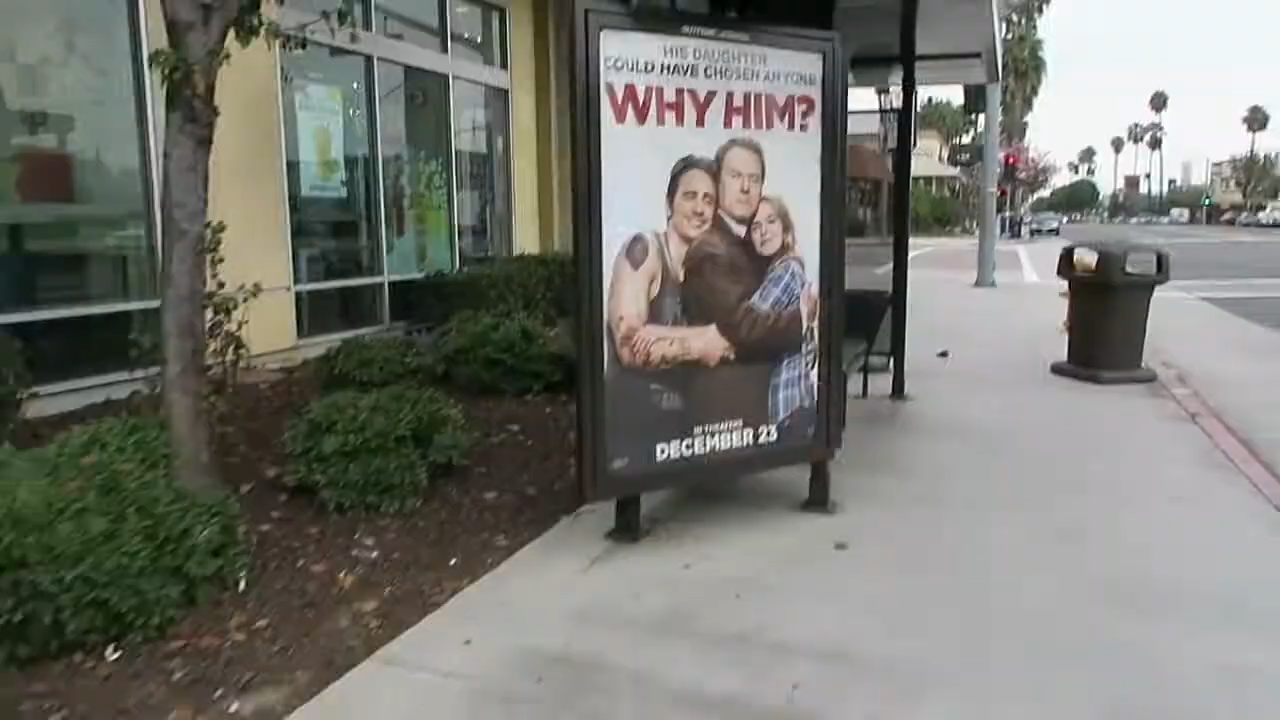 HIS DAUGHTER
COULD HAVE CHOSEN ANYONE
WHY HIM?
IN THEATERS
DECEMBER 23